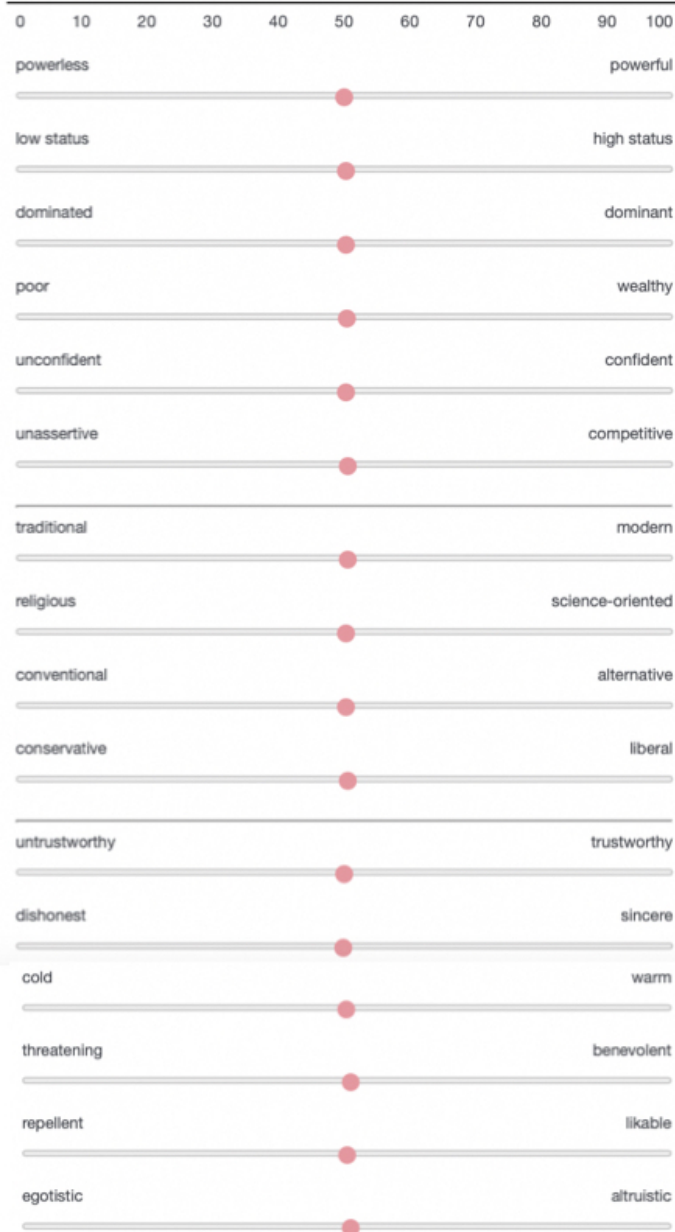 0 10 20 30 40 50 60 70 80 90 100
powerless powerful
low status high status
dominated dominant
poor wealthy
unconfident confident
unassertive competitive
traditional modern
religious science-oriented
conventional alternative
conservative liberal
untrustworthy trustworthy
dishonest sincere
cold warm
threatening benevolent
repellent likable
egotistic altruistic